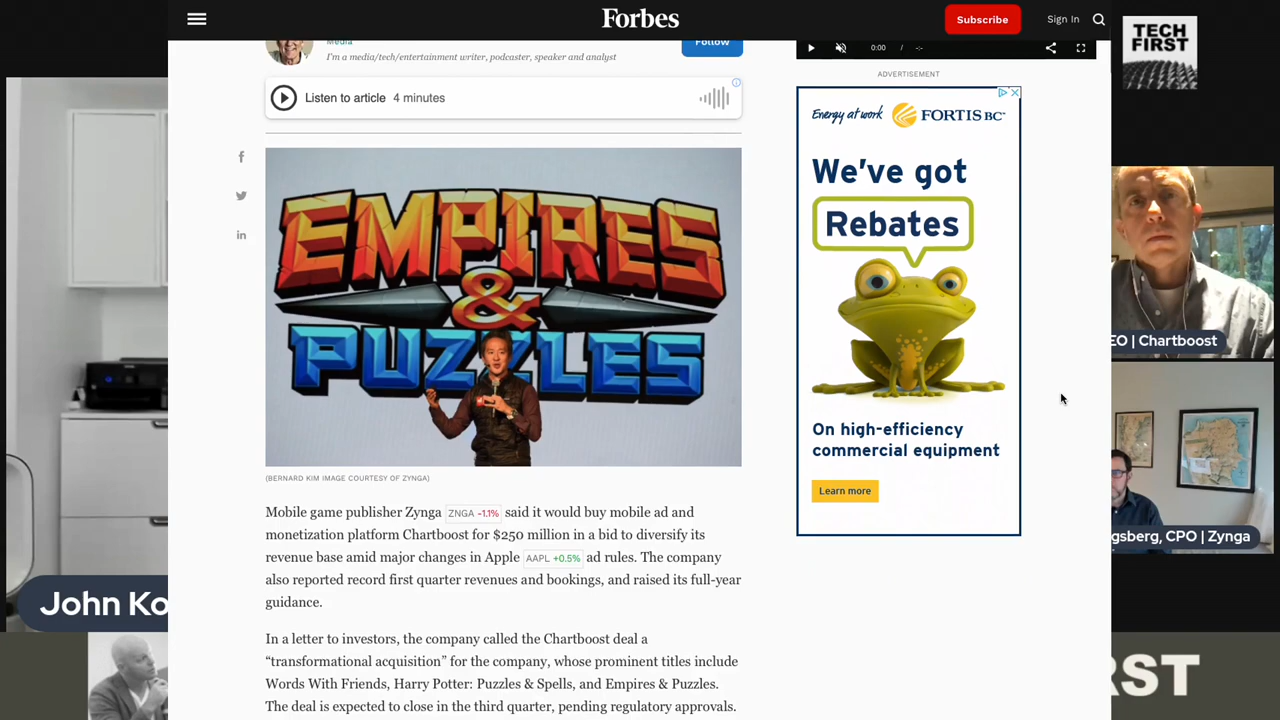 Forbes
Subscribe
Sign In
TECH
FIRST
Media
Follow
I'm a media/tech/entertainment writer, podcaster, speaker and analyst
0:00 / -:-
ADVERTISEMENT
Listen to article 4 minutes
Energy at work FORTIS BC™
We've got
Rebates
On high-efficiency
commercial equipment
Learn more
EMPIRES
&
PUZZLES
(BERNARD KIM IMAGE COURTESY OF ZYNGA)
Mobile game publisher Zynga ZNGA -1.1% said it would buy mobile ad and
monetization platform Chartboost for $250 million in a bid to diversify its
revenue base amid major changes in Apple AAPL +0.5% ad rules. The company
also reported record first quarter revenues and bookings, and raised its full-year
guidance.
In a letter to investors, the company called the Chartboost deal a
“transformational acquisition” for the company, whose prominent titles include
Words With Friends, Harry Potter: Puzzles & Spells, and Empires & Puzzles.
The deal is expected to close in the third quarter, pending regulatory approvals.
EO | Chartboost
gsberg, CPO | Zynga
John Ko
RST